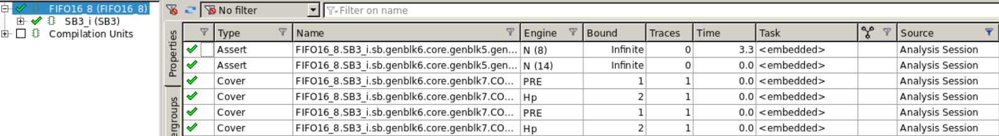 FIFO16_8 (FIFO16_8)
SB3_i (SB3)
Compilation Units
No filter
Filter on name
Properties
ergroups
Type Name Engine Bound Traces Time Task Source
Assert FIFO16_8.SB3_i.sb.genblk6.core.genblk5.gen... N (8) Infinite 0 3.3 <embedded> Analysis Session
Assert FIFO16_8.SB3_i.sb.genblk6.core.genblk5.gen... N (14) Infinite 0 0.0 <embedded> Analysis Session
Cover FIFO16_8.SB3_i.sb.genblk6.core.genblk7.CO... PRE 1 1 0.0 <embedded> Analysis Session
Cover FIFO16_8.SB3_i.sb.genblk6.core.genblk7.CO... Hp 2 1 0.0 <embedded> Analysis Session
Cover FIFO16_8.SB3_i.sb.genblk6.core.genblk7.CO... PRE 1 1 0.0 <embedded> Analysis Session
Cover FIFO16_8.SB3_i.sb.genblk6.core.genblk7.CO... Hp 2 1 0.0 <embedded> Analysis Session